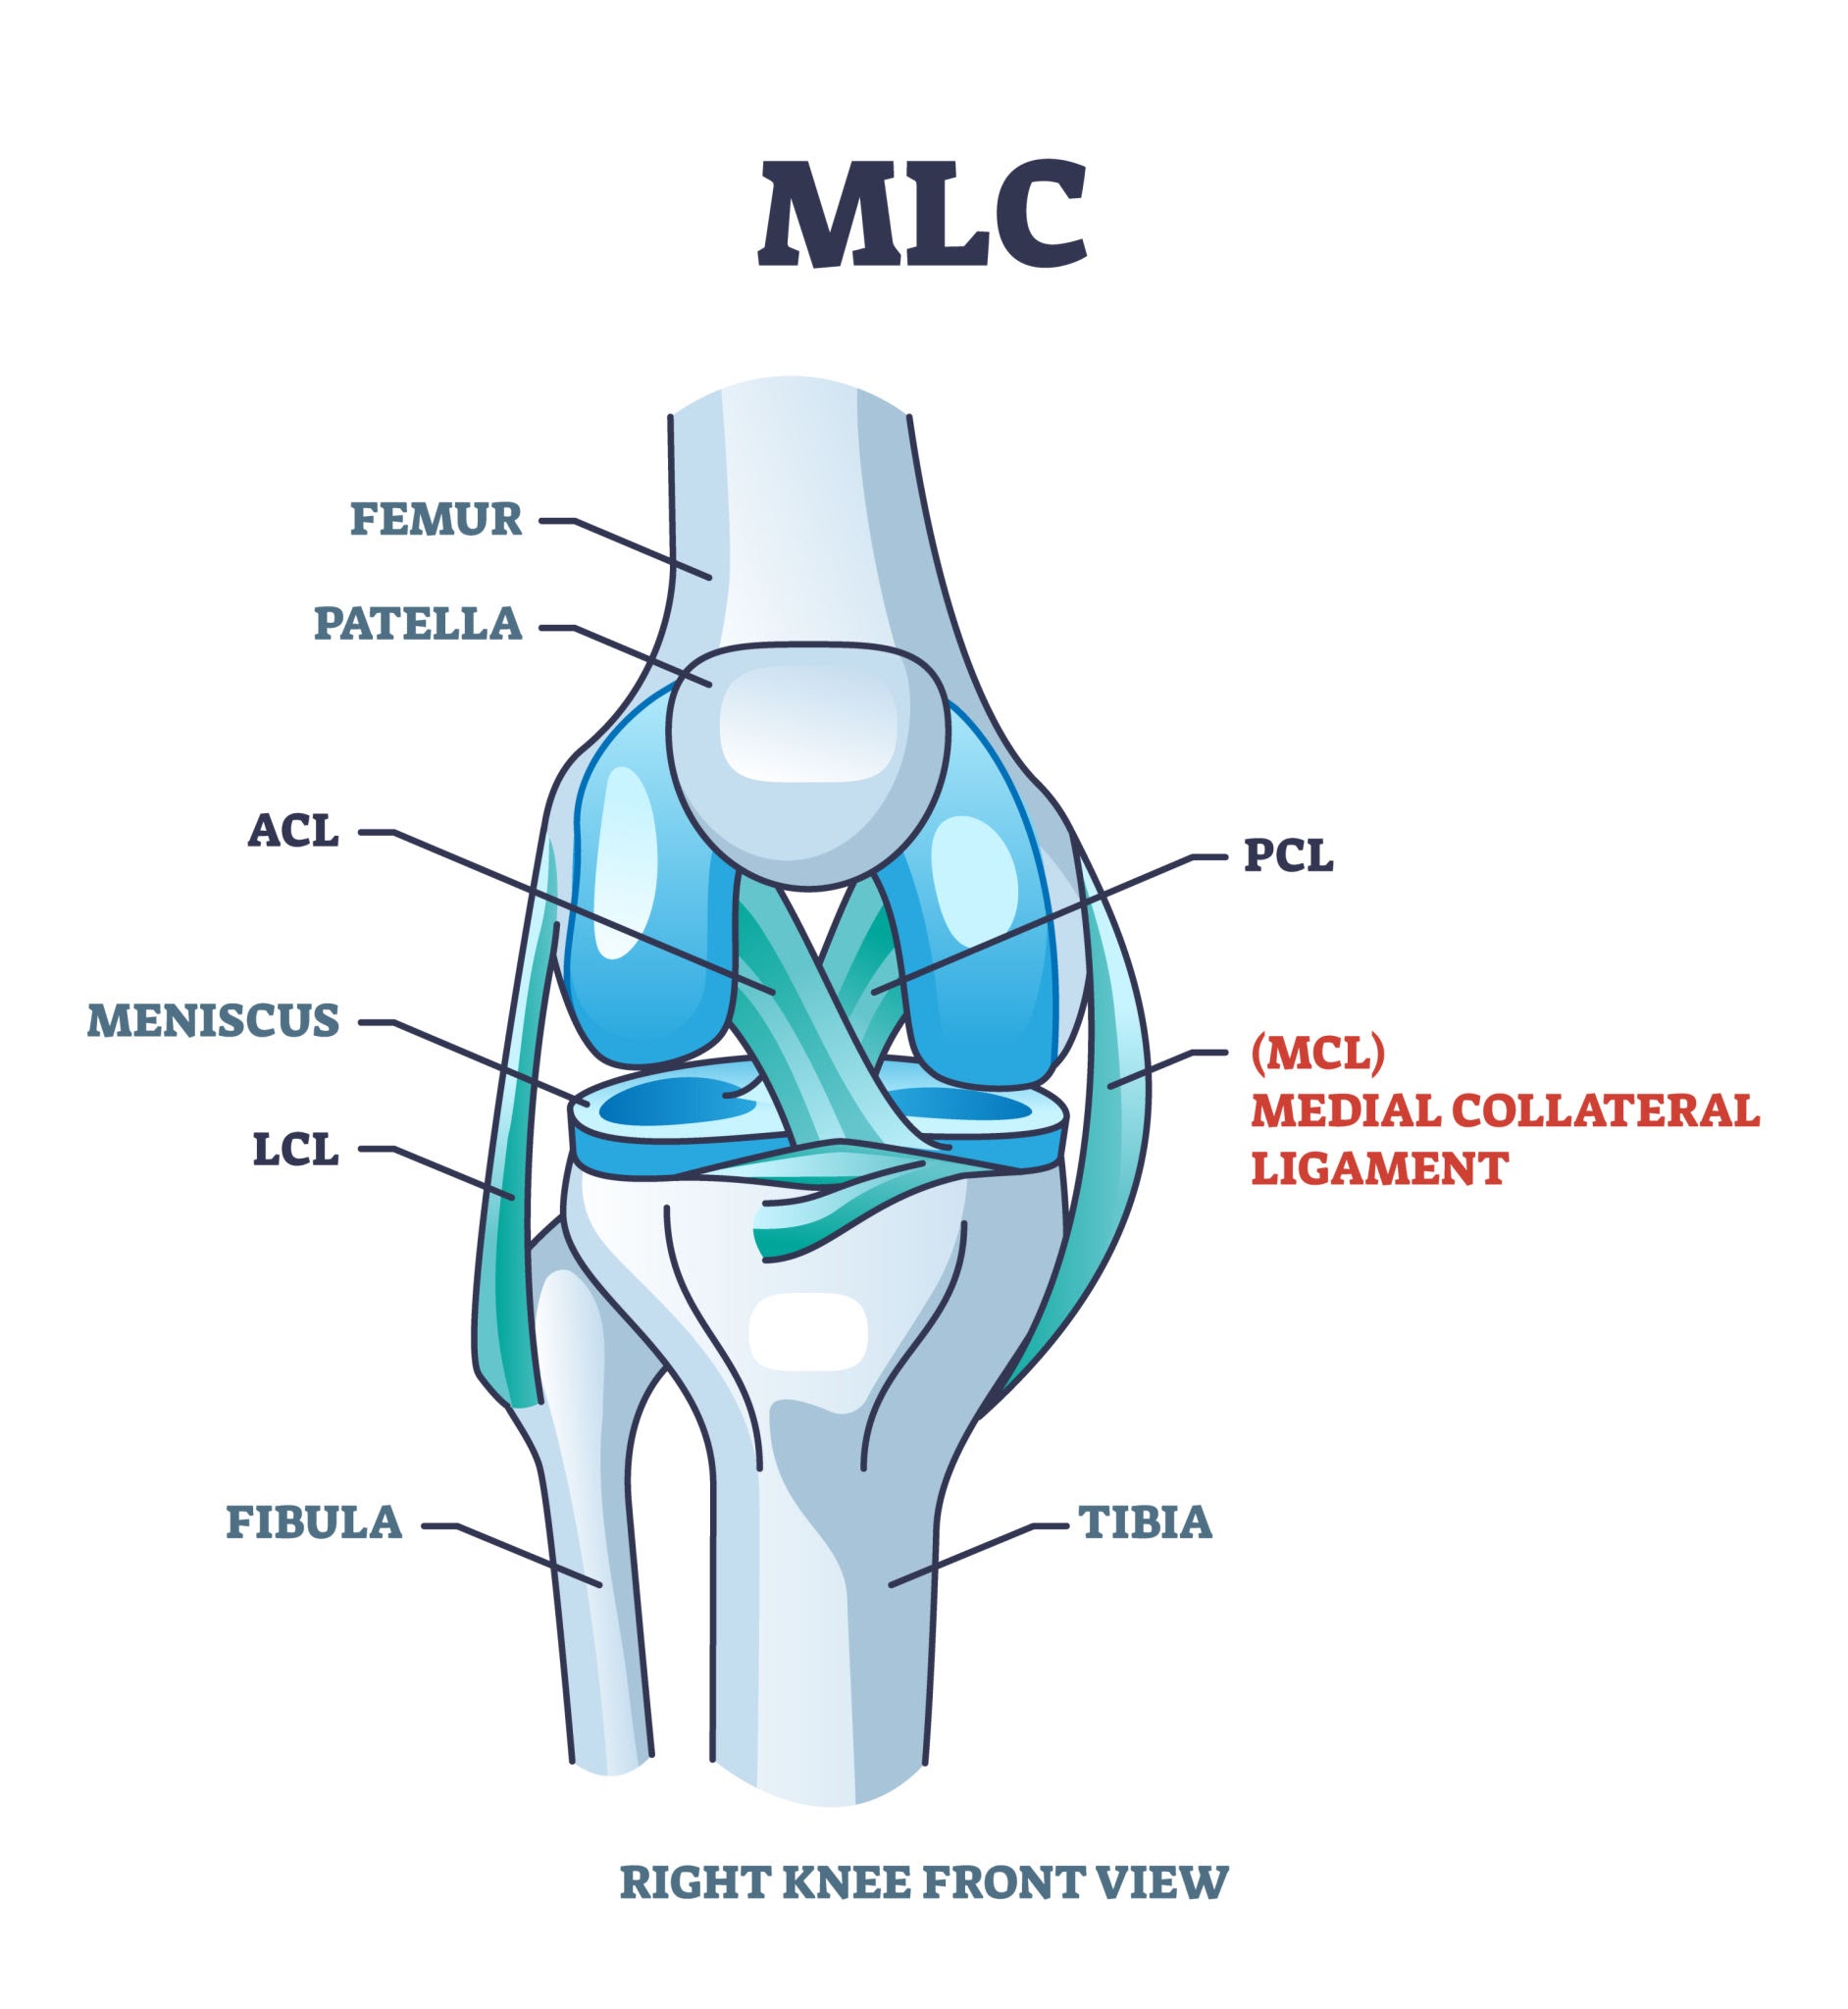 MLC
FEMUR
PATELLA
ACL
PCL
MENISCUS
(MCL)
MEDIAL COLLATERAL
LIGAMENT
LCL
FIBULA
TIBIA
RIGHT KNEE FRONT VIEW